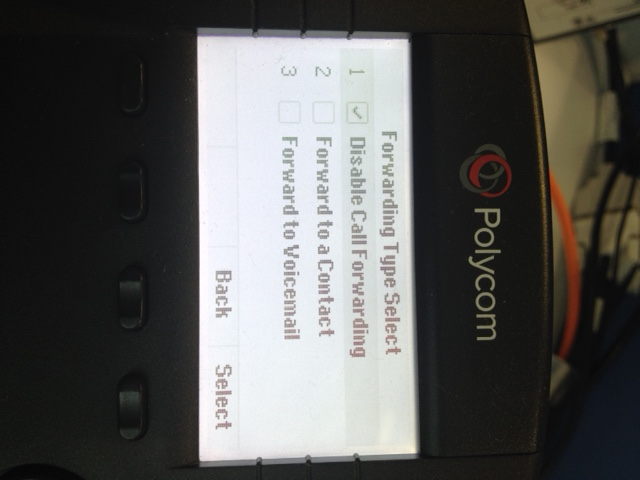 Polycom
Forwarding Type Select
1 Disable Call Forwarding
2 Forward to a Contact
3 Forward to Voicemail
Back Select